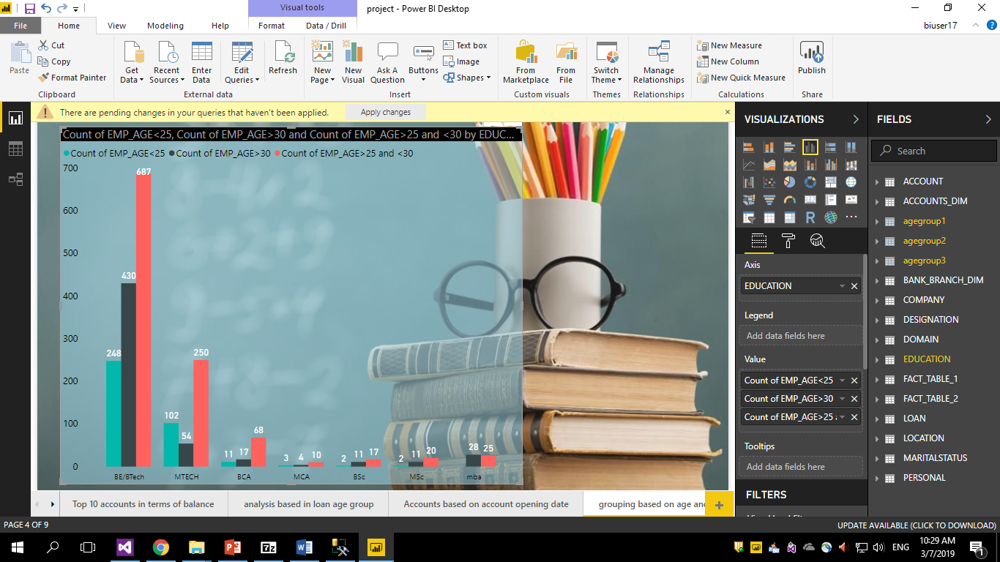 Visual tools
project - Power BI Desktop
File
Home
View
Modeling
Help
Format
Data / Drill
biuser17
Paste
Cut
Copy
Format Painter
Clipboard
Get Data
Recent Sources
Enter Data
Edit Queries
Refresh
External data
New Page
New Visual
Ask A Question
Buttons
Text box
Image
Shapes
Insert
From Marketplace
From File
Custom visuals
Switch Theme
Themes
Manage Relationships
Relationships
New Measure
New Column
New Quick Measure
Calculations
Publish
Share
There are pending changes in your queries that haven't been applied.
Apply changes
Count of EMP_AGE<25, Count of EMP_AGE>30 and Count of EMP_AGE>25 and <30 by EDUC...
Count of EMP_AGE<25 Count of EMP_AGE>30 Count of EMP_AGE>25 and <30
700
600
500
400
300
200
100
0
248 430 687
102 54 250
11 17 68
3 4 10
2 11 17
2 11 20
28 25
BE/BTech MTECH BCA MCA BSc MSc mba
VISUALIZATIONS
R
Axis
EDUCATION
Legend
Add data fields here
Value
Count of EMP_AGE<25
Count of EMP_AGE>30
Count of EMP_AGE>25
Tooltips
Add data fields here
FILTERS
FIELDS
Search
ACCOUNT
ACCOUNTS_DIM
agegroup1
agegroup2
agegroup3
BANK_BRANCH_DIM
COMPANY
DESIGNATION
DOMAIN
EDUCATION
FACT_TABLE_1
FACT_TABLE_2
LOAN
LOCATION
MARITALSTATUS
PERSONAL
Top 10 accounts in terms of balance
analysis based in loan age group
Accounts based on account opening date
grouping based on age an
PAGE 4 OF 9
UPDATE AVAILABLE (CLICK TO DOWNLOAD)
ENG
10:29 AM
3/7/2019
1